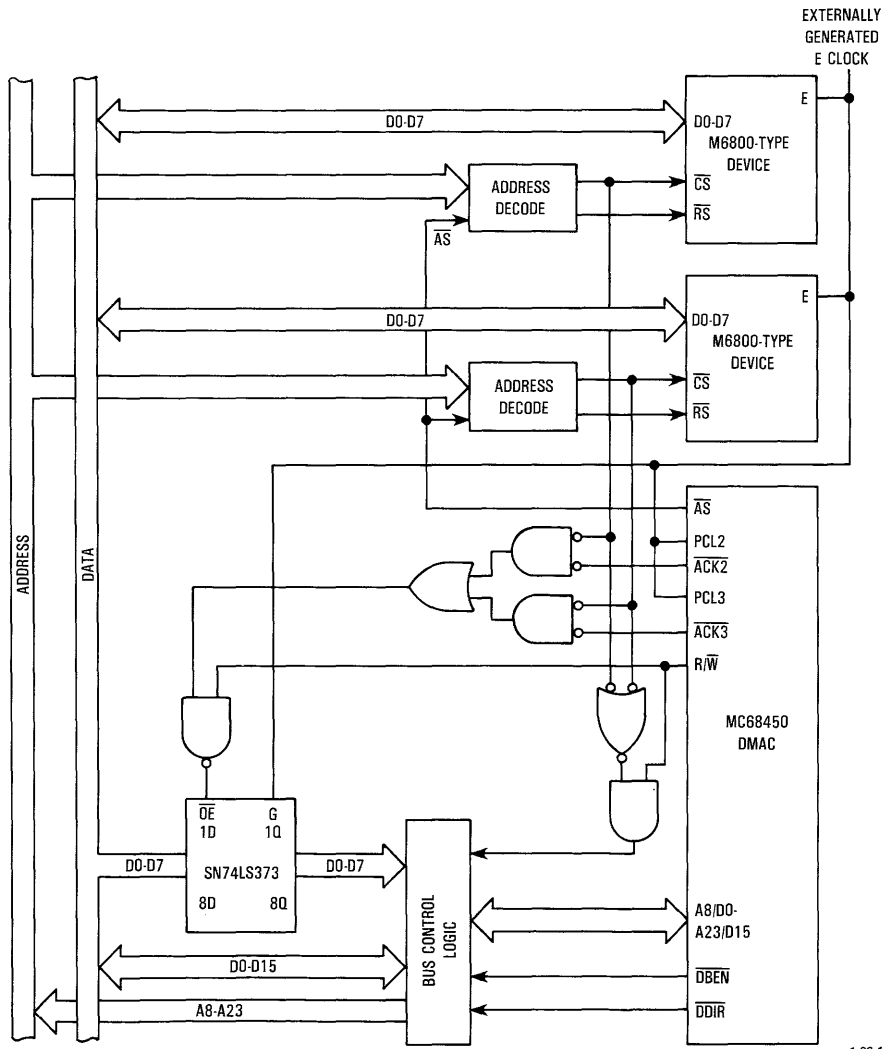 EXTERNALLY
GENERATED
E CLOCK
E
D0-D7
D0-D7
M6800-TYPE
DEVICE
ADDRESS
DECODE
CS
RS
AS
E
D0-D7
D0-D7
M6800-TYPE
DEVICE
ADDRESS
DECODE
CS
RS
ADDRESS
DATA
AS
PCL2
ACK2
PCL3
ACK3
R/W
MC68450
DMAC
OE G
1D 1Q
D0-D7
SN74LS373
D0-D7
8D 8Q
BUS CONTROL
LOGIC
A8/D0-
A23/D15
D0-D15
DBEN
A8-A23
DDIR